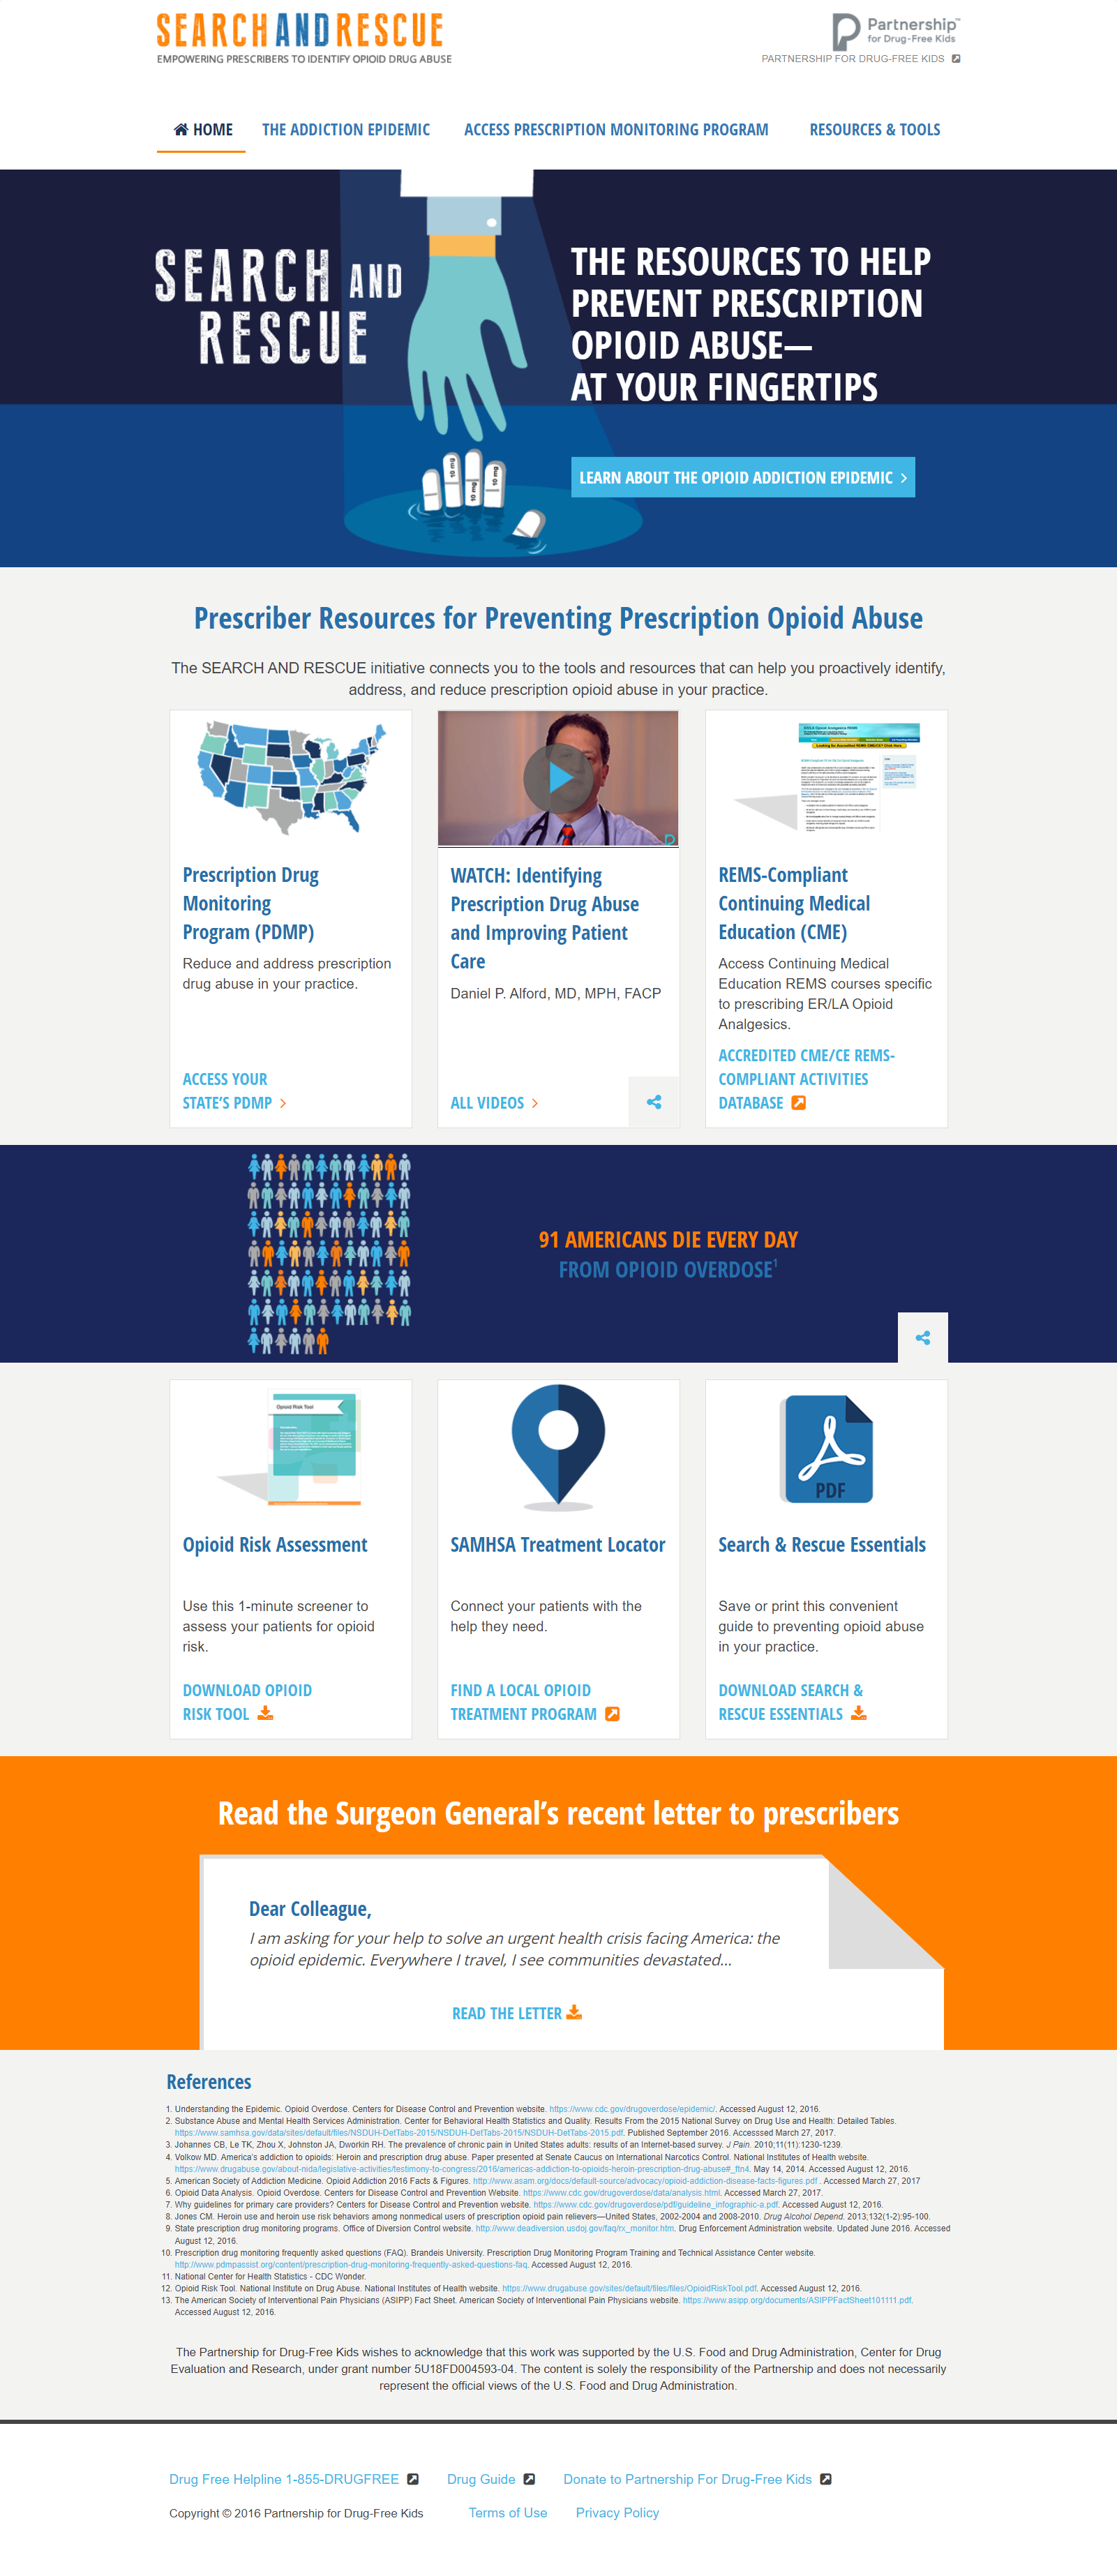 SEARCH AND RESCUE
EMPOWERING PRESCRIBERS TO IDENTIFY OPIOID DRUG ABUSE
Partnership™
for Drug-Free Kids
PARTNERSHIP FOR DRUG-FREE KIDS
HOME
THE ADDICTION EPIDEMIC
ACCESS PRESCRIPTION MONITORING PROGRAM
RESOURCES & TOOLS
SEARCH AND
RESCUE
THE RESOURCES TO HELP
PREVENT PRESCRIPTION
OPIOID ABUSE—
AT YOUR FINGERTIPS
10 mg
10 mg
10 mg
LEARN ABOUT THE OPIOID ADDICTION EPIDEMIC
Prescriber Resources for Preventing Prescription Opioid Abuse
The SEARCH AND RESCUE initiative connects you to the tools and resources that can help you proactively identify,
address, and reduce prescription opioid abuse in your practice.
Prescription Drug
Monitoring
Program (PDMP)
Reduce and address prescription
drug abuse in your practice.
ACCESS YOUR
STATE'S PDMP
WATCH: Identifying
Prescription Drug Abuse
and Improving Patient
Care
Daniel P. Alford, MD, MPH, FACP
ALL VIDEOS
REMS-Compliant
Continuing Medical
Education (CME)
Access Continuing Medical
Education REMS courses specific
to prescribing ER/LA Opioid
Analgesics.
ACCREDITED CME/CE REMS-
COMPLIANT ACTIVITIES
DATABASE
91 AMERICANS DIE EVERY DAY
FROM OPIOID OVERDOSE1
Opioid Risk Tool
Opioid Risk Assessment
Use this 1-minute screener to
assess your patients for opioid
risk.
DOWNLOAD OPIOID
RISK TOOL
SAMHSA Treatment Locator
Connect your patients with the
help they need.
FIND A LOCAL OPIOID
TREATMENT PROGRAM
PDF
Search & Rescue Essentials
Save or print this convenient
guide to preventing opioid abuse
in your practice.
DOWNLOAD SEARCH &
RESCUE ESSENTIALS
Read the Surgeon General's recent letter to prescribers
Dear Colleague,
I am asking for your help to solve an urgent health crisis facing America: the
opioid epidemic. Everywhere I travel, I see communities devastated...
READ THE LETTER
References
1. Understanding the Epidemic. Opioid Overdose. Centers for Disease Control and Prevention website. https://www.cdc.gov/drugoverdose/epidemic/. Accessed August 12, 2016.
2. Substance Abuse and Mental Health Services Administration. Center for Behavioral Health Statistics and Quality. Results From the 2015 National Survey on Drug Use and Health: Detailed Tables.
https://www.samhsa.gov/data/sites/default/files/NSDUH-DetTabs-2015/NSDUH-DetTabs-2015/NSDUH-DetTabs-2015.pdf. Published September 2016. Accesssed March 27, 2017.
3. Johannes CB, Le TK, Zhou X, Johnston JA, Dworkin RH. The prevalence of chronic pain in United States adults: results of an Internet-based survey. J Pain. 2010;11(11):1230-1239.
4. Volkow MD. America's addiction to opioids: Heroin and prescription drug abuse. Paper presented at Senate Caucus on International Narcotics Control. National Institutes of Health website.
https://www.drugabuse.gov/about-nida/legislative-activities/testimony-to-congress/2016/americas-addiction-to-opioids-heroin-prescription-drug-abuse#_ftn4. May 14, 2014. Accessed August 12, 2016.
5. American Society of Addiction Medicine. Opioid Addiction 2016 Facts & Figures. http://www.asam.org/docs/default-source/advocacy/opioid-addiction-disease-facts-figures.pdf . Accessed March 27, 2017
6. Opioid Data Analysis. Opioid Overdose. Centers for Disease Control and Prevention Website. https://www.cdc.gov/drugoverdose/data/analysis.html. Accessed March 27, 2017.
7. Why guidelines for primary care providers? Centers for Disease Control and Prevention website. https://www.cdc.gov/drugoverdose/pdf/guideline_infographic-a.pdf. Accessed August 12, 2016.
8. Jones CM. Heroin use and heroin use risk behaviors among nonmedical users of prescription opioid pain relievers—United States, 2002-2004 and 2008-2010. Drug Alcohol Depend. 2013;132(1-2):95-100.
9. State prescription drug monitoring programs. Office of Diversion Control website. http://www.deadiversion.usdoj.gov/faq/rx_monitor.htm. Drug Enforcement Administration website. Updated June 2016. Accessed
August 12, 2016.
10. Prescription drug monitoring frequently asked questions (FAQ). Brandeis University. Prescription Drug Monitoring Program Training and Technical Assistance Center website.
http://www.pdmpassist.org/content/prescription-drug-monitoring-frequently-asked-questions-faq. Accessed August 12, 2016.
11. National Center for Health Statistics - CDC Wonder.
12. Opioid Risk Tool. National Institute on Drug Abuse. National Institutes of Health website. https://www.drugabuse.gov/sites/default/files/files/OpioidRiskTool.pdf. Accessed August 12, 2016.
13. The American Society of Interventional Pain Physicians (ASIPP) Fact Sheet. American Society of Interventional Pain Physicians website. https://www.asipp.org/documents/ASIPPFactSheet101111.pdf.
Accessed August 12, 2016.
The Partnership for Drug-Free Kids wishes to acknowledge that this work was supported by the U.S. Food and Drug Administration, Center for Drug
Evaluation and Research, under grant number 5U18FD004593-04. The content is solely the responsibility of the Partnership and does not necessarily
represent the official views of the U.S. Food and Drug Administration.
Drug Free Helpline 1-855-DRUGFREE
Drug Guide
Donate to Partnership For Drug-Free Kids
Copyright © 2016 Partnership for Drug-Free Kids
Terms of Use
Privacy Policy